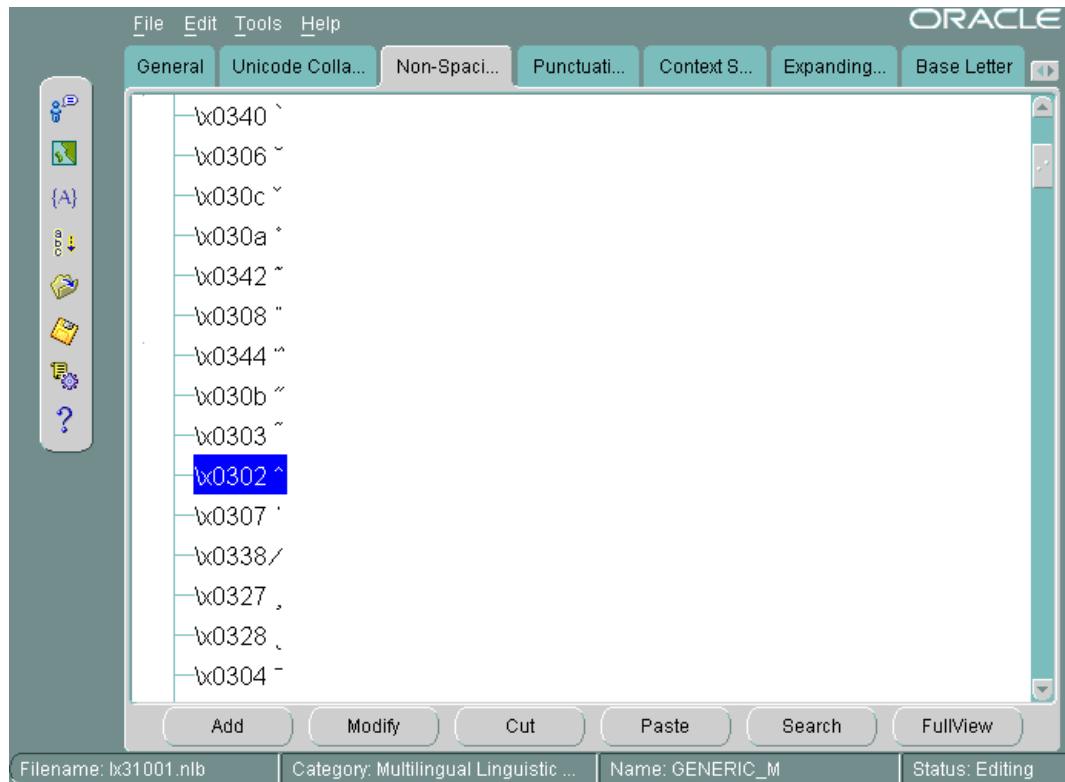 File Edit Tools Help ORACLE
General Unicode Colla... Non-Spaci... Punctuati... Context S... Expanding... Base Letter
{A}
a
b
c
?
\x0340 `
\x0306 ˘
\x030c ˇ
\x030a °
\x0342 ˜
\x0308 ¨
\x0344 ΅
\x030b ˝
\x0303 ˜
\x0302 ^
\x0307 ˙
\x0338 /
\x0327 ¸
\x0328 ˛
\x0304 ¯
Add Modify Cut Paste Search FullView
Filename: lx31001.nlb Category: Multilingual Linguistic ... Name: GENERIC_M Status: Editing